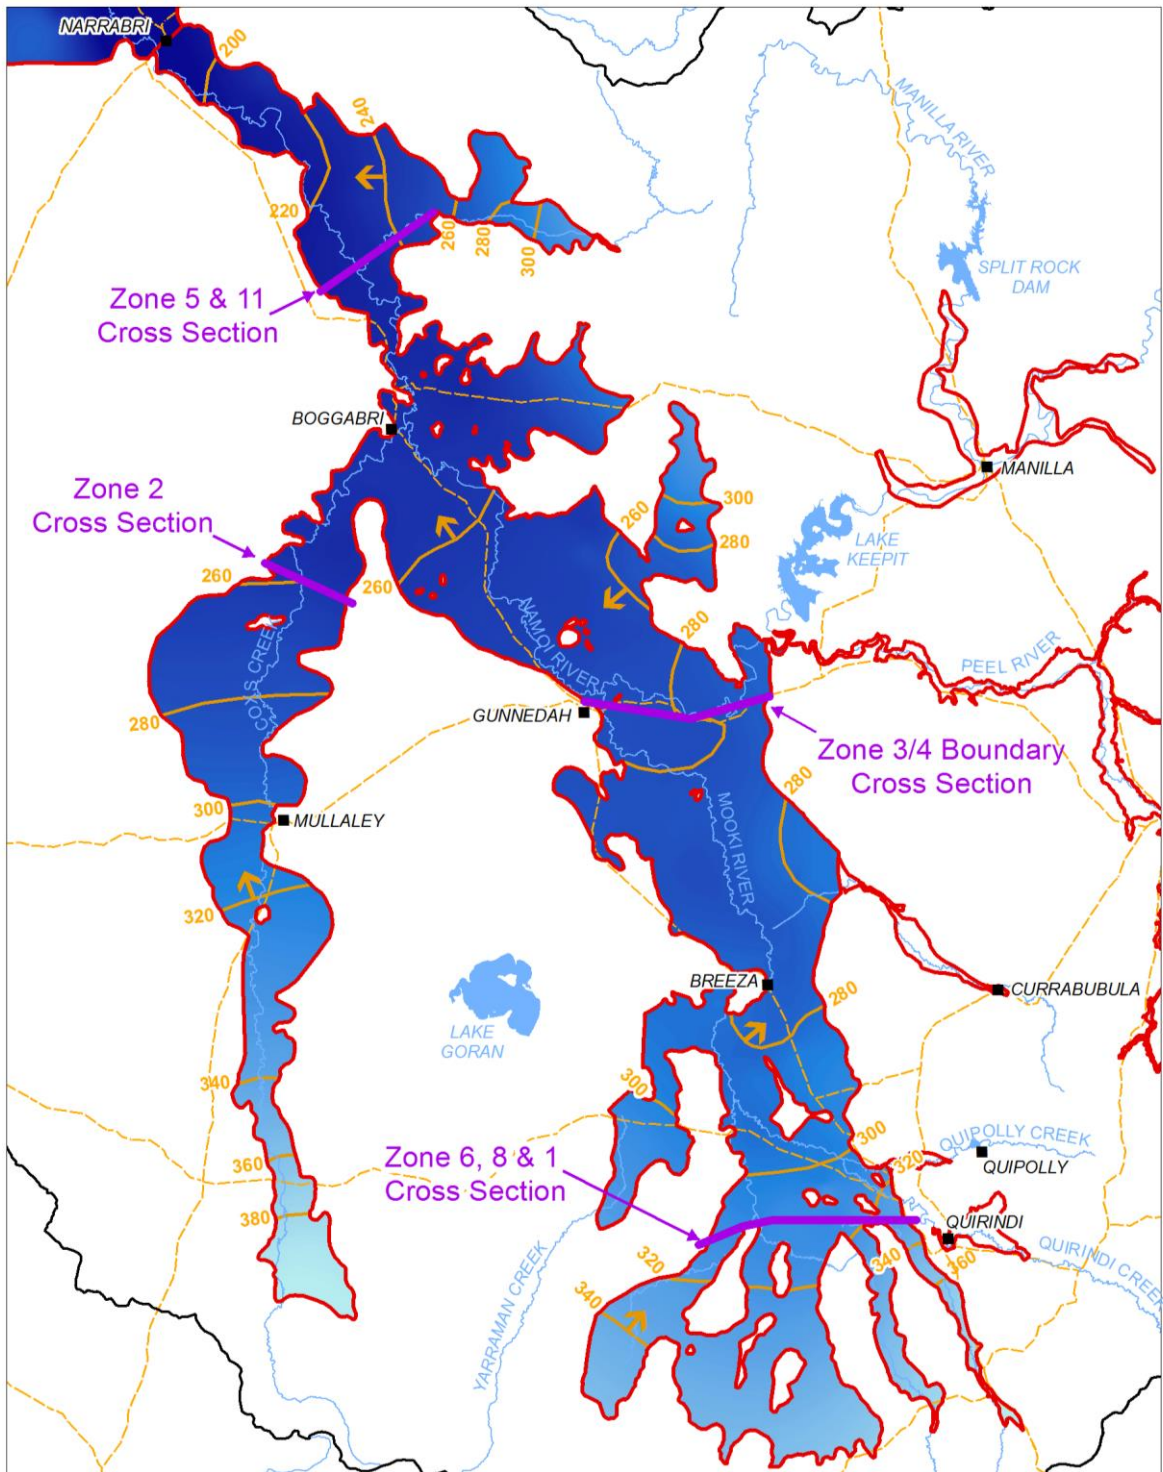 NARRABRI
200
240
220
260
280
300
MANILLA RIVER
SPLIT ROCK
DAM
Zone 5 & 11
Cross Section
BOGGABRI
MANILLA
Zone 2
Cross Section
300
260
280
LAKE
KEEPIT
260
260
280
NAMOI RIVER
COXS CREEK
PEEL RIVER
280
GUNNEDAH
Zone 3/4 Boundary
Cross Section
280
300
MULLALEY
MOOKI RIVER
320
BREEZA
280
CURRABUBULA
LAKE
GORAN
340
300
300
QUIPOLLY CREEK
320
QUIPOLLY
360
Zone 6, 8 & 1
Cross Section
380
QUIRINDI
QUIRINDI CREEK
320
340
360
340
YARRAMAN CREEK